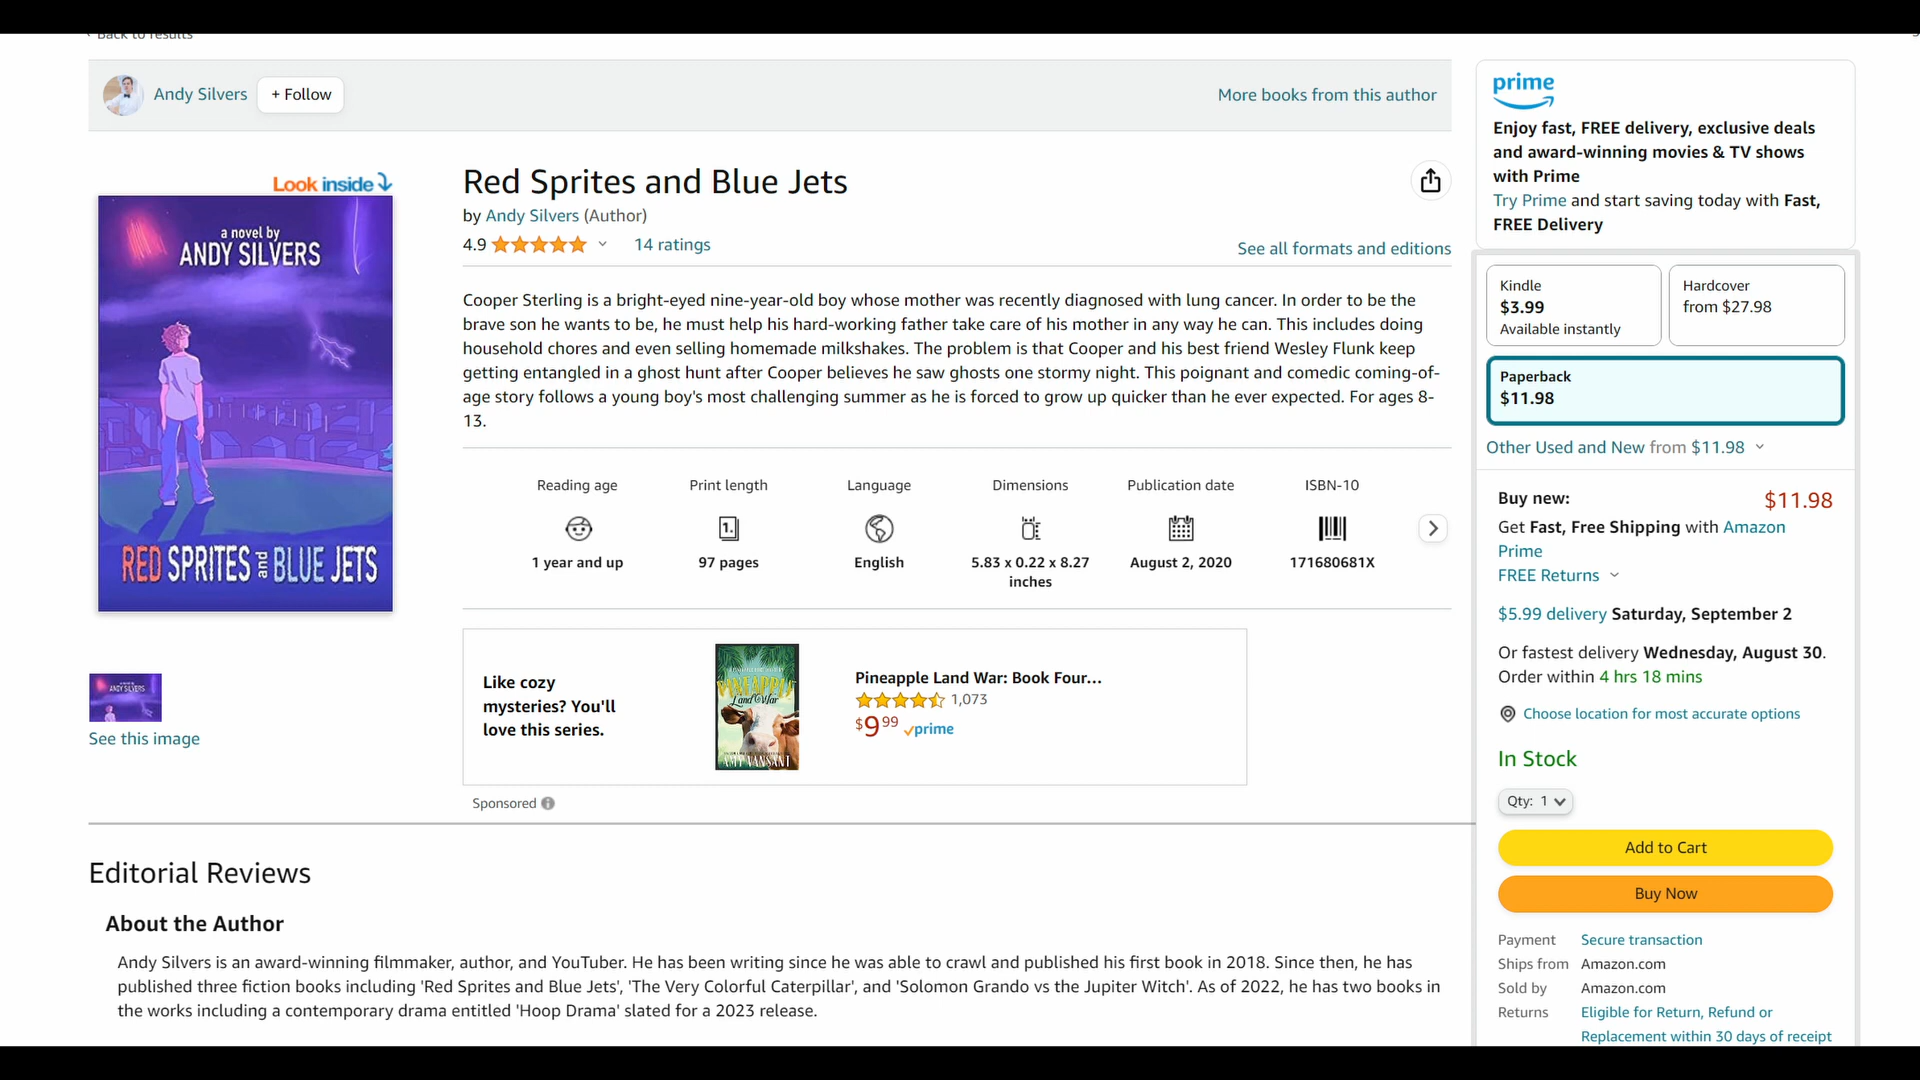 Back to results
Andy Silvers
+ Follow
More books from this author
Look inside
a novel by
ANDY SILVERS
RED SPRITES and BLUE JETS
ANDY SILVERS
See this image
Red Sprites and Blue Jets
by Andy Silvers (Author)
4.9
14 ratings
See all formats and editions
Cooper Sterling is a bright-eyed nine-year-old boy whose mother was recently diagnosed with lung cancer. In order to be the
brave son he wants to be, he must help his hard-working father take care of his mother in any way he can. This includes doing
household chores and even selling homemade milkshakes. The problem is that Cooper and his best friend Wesley Flunk keep
getting entangled in a ghost hunt after Cooper believes he saw ghosts one stormy night. This poignant and comedic coming-of-
age story follows a young boy's most challenging summer as he is forced to grow up quicker than he ever expected. For ages 8-
13.
Reading age
1 year and up
Print length
1.
97 pages
Language
English
Dimensions
5.83 x 0.22 x 8.27
inches
Publication date
August 2, 2020
ISBN-10
171680681X
Like cozy
mysteries? You'll
love this series.
PINEAPPLE
Land War
AMY VANSANT
Pineapple Land War: Book Four...
1,073
$9 99 prime
Sponsored
Editorial Reviews
About the Author
Andy Silvers is an award-winning filmmaker, author, and YouTuber. He has been writing since he was able to crawl and published his first book in 2018. Since then, he has
published three fiction books including 'Red Sprites and Blue Jets', 'The Very Colorful Caterpillar', and 'Solomon Grando vs the Jupiter Witch'. As of 2022, he has two books in
the works including a contemporary drama entitled 'Hoop Drama' slated for a 2023 release.
prime
Enjoy fast, FREE delivery, exclusive deals
and award-winning movies & TV shows
with Prime
Try Prime and start saving today with Fast,
FREE Delivery
Kindle
$3.99
Available instantly
Hardcover
from $27.98
Paperback
$11.98
Other Used and New from $11.98
Buy new:
$11.98
Get Fast, Free Shipping with Amazon
Prime
FREE Returns
$5.99 delivery Saturday, September 2
Or fastest delivery Wednesday, August 30.
Order within 4 hrs 18 mins
Choose location for most accurate options
In Stock
Qty: 1
Add to Cart
Buy Now
Payment Secure transaction
Ships from Amazon.com
Sold by Amazon.com
Returns Eligible for Return, Refund or
Replacement within 30 days of receipt